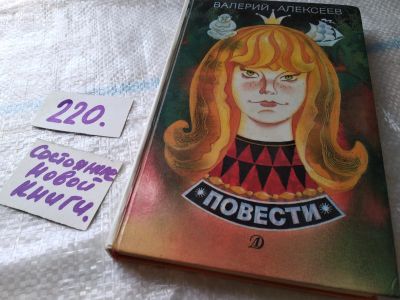 ВАЛЕРИЙ АЛЕКСЕЕВ
ПОВЕСТИ
Д
220.
Состояние
новой
книги.